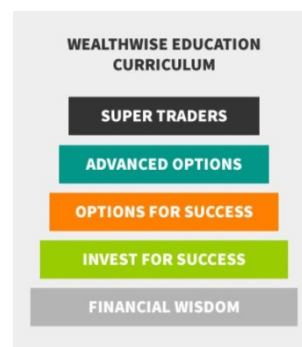 WEALTHWISE EDUCATION
CURRICULUM
SUPER TRADERS
ADVANCED OPTIONS
OPTIONS FOR SUCCESS
INVEST FOR SUCCESS
FINANCIAL WISDOM